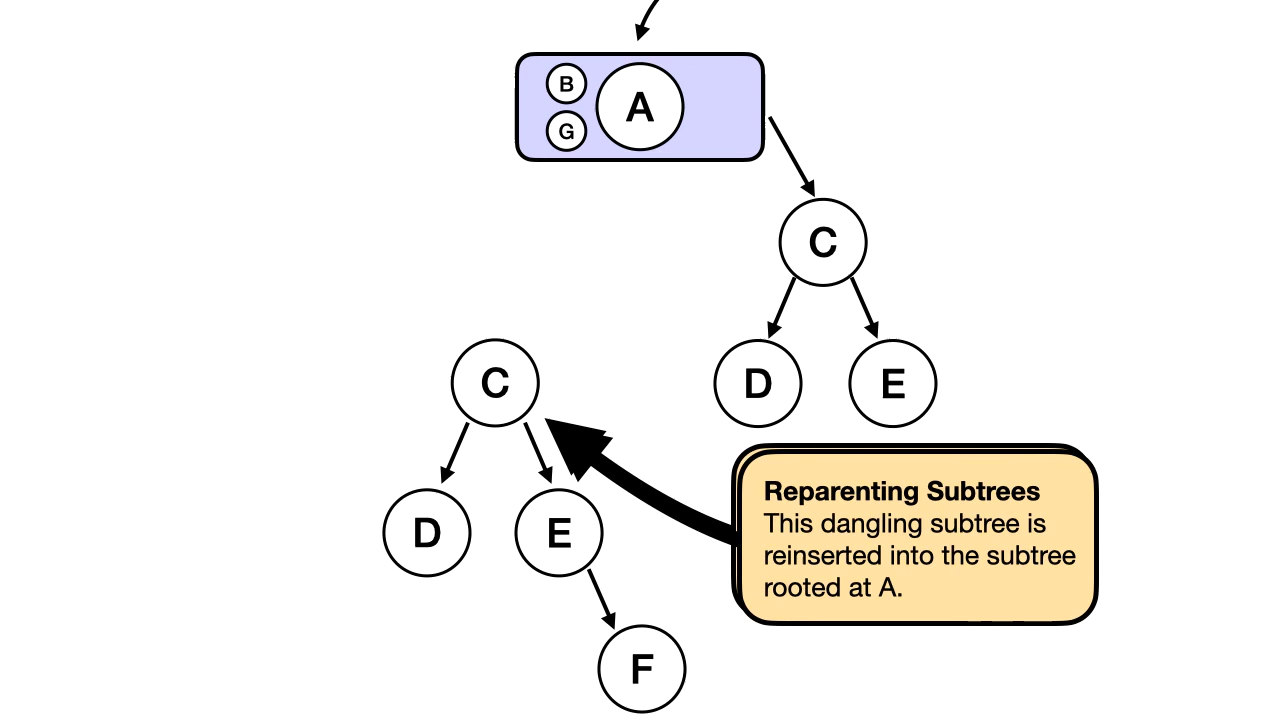 B
A
G
C
D
E
C
D
E
F
Reparenting Subtrees
This dangling subtree is
reinserted into the subtree
rooted at A.